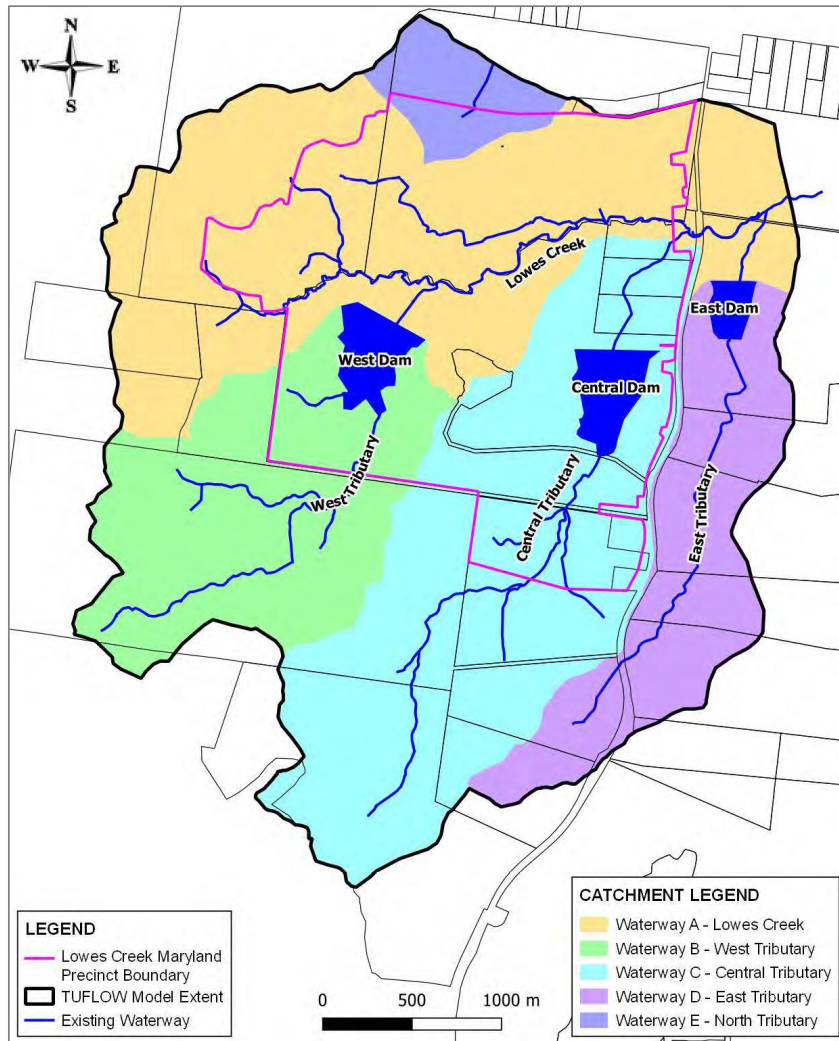 N
W E
S
Lowes Creek
West Dam
East Dam
Central Dam
West Tributary
Central Tributary
East Tributary
LEGEND
Lowes Creek Maryland
Precinct Boundary
TUFLOW Model Extent
Existing Waterway
0 500 1000 m
CATCHMENT LEGEND
Waterway A - Lowes Creek
Waterway B - West Tributary
Waterway C - Central Tributary
Waterway D - East Tributary
Waterway E - North Tributary